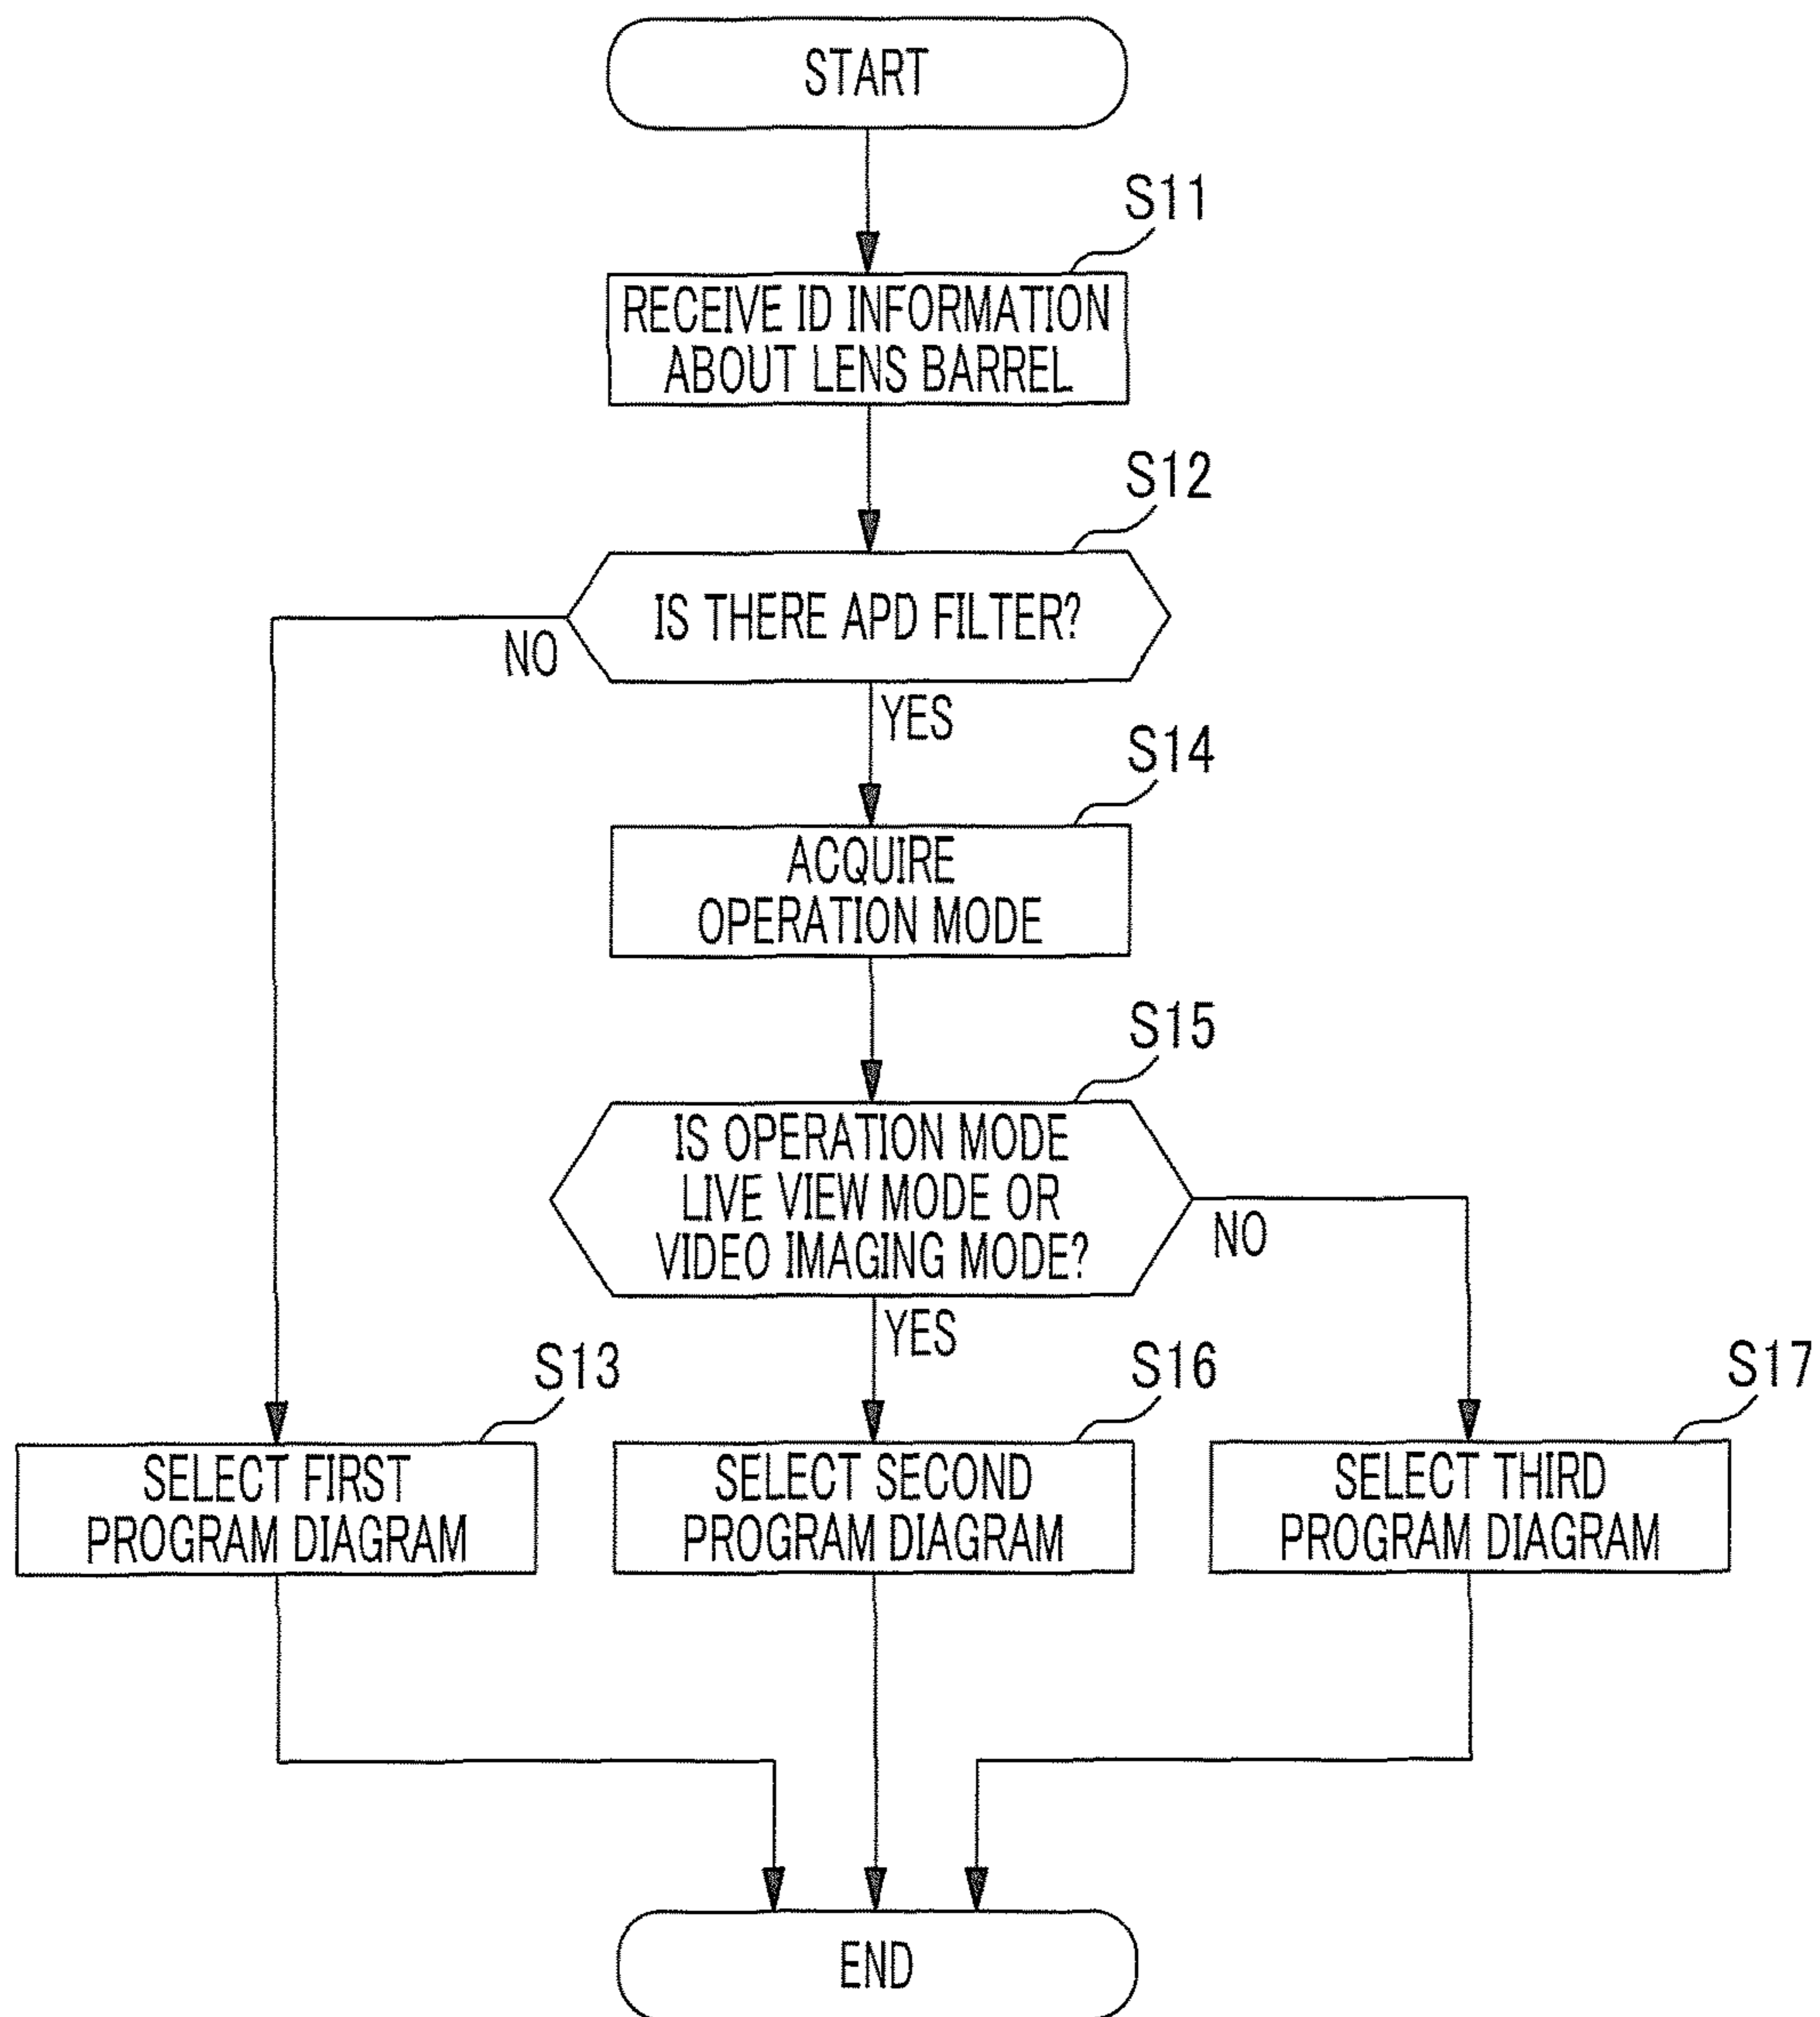 START
S11
RECEIVE ID INFORMATION
ABOUT LENS BARREL
S12
IS THERE APD FILTER?
NO
YES
S14
ACQUIRE
OPERATION MODE
S15
IS OPERATION MODE
LIVE VIEW MODE OR
VIDEO IMAGING MODE?
NO
YES
S13
SELECT FIRST
PROGRAM DIAGRAM
S16
SELECT SECOND
PROGRAM DIAGRAM
S17
SELECT THIRD
PROGRAM DIAGRAM
END